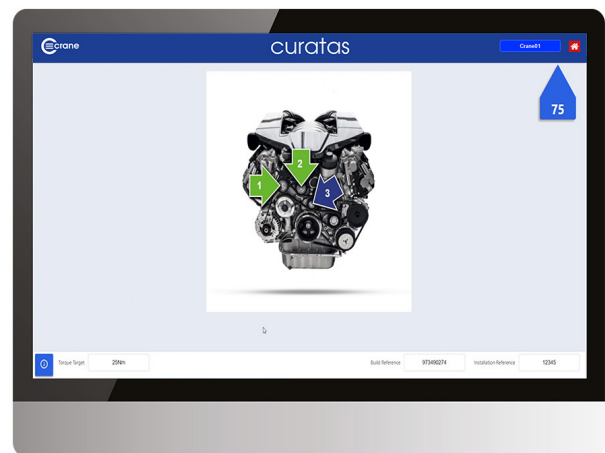 crane
curatas
Crane01
75
1
2
3
Torque Target
25Nm
Build Reference
973490274
Installation Reference
12345